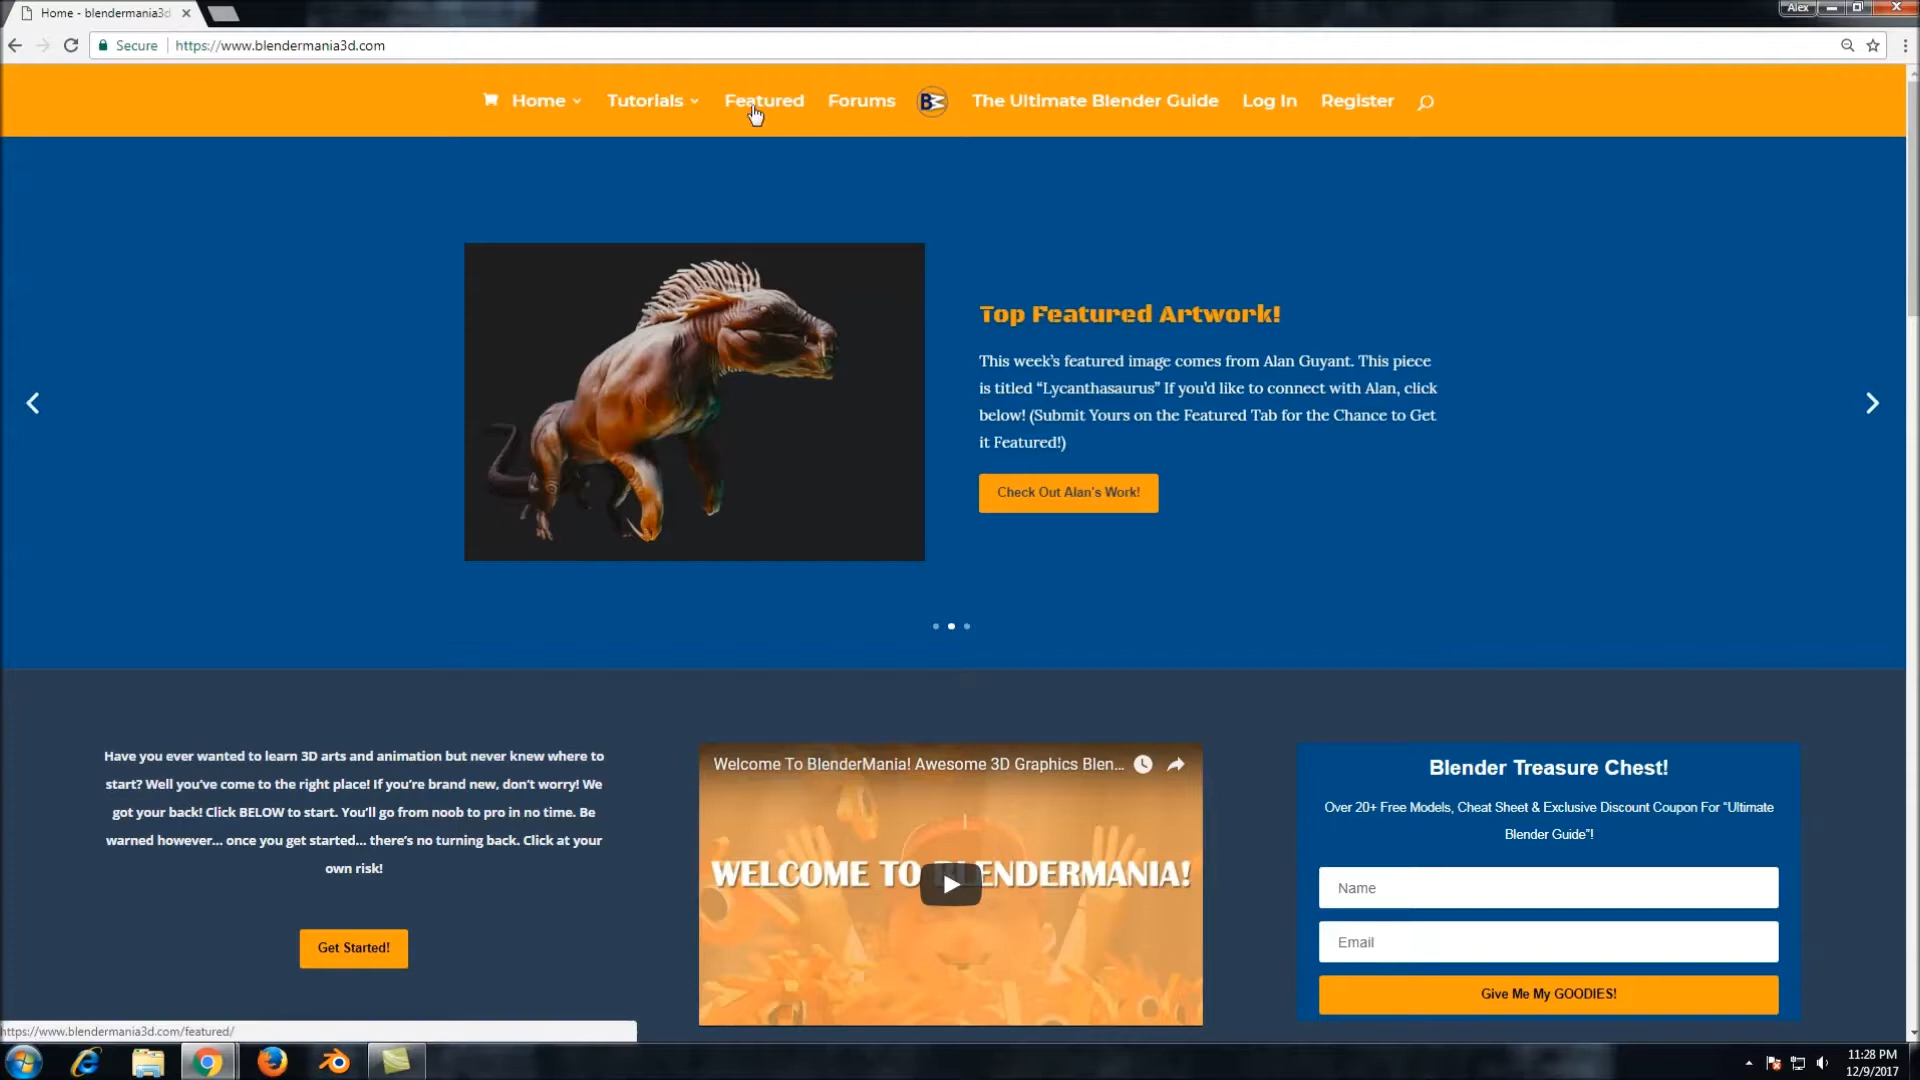 Home - blendermania3d
Alex
Secure
https://www.blendermania3d.com
Home
Tutorials
Featured
Forums
The Ultimate Blender Guide
Log In
Register
Top Featured Artwork!
This week's featured image comes from Alan Guyant. This piece
is titled “Lycanthasaurus” If you'd like to connect with Alan, click
below! (Submit Yours on the Featured Tab for the Chance to Get
it Featured!)
Check Out Alan's Work!
Have you ever wanted to learn 3D arts and animation but never knew where to
start? Well you've come to the right place! If you're brand new, don't worry! We
got your back! Click BELOW to start. You'll go from noob to pro in no time. Be
warned however... once you get started... there's no turning back. Click at your
own risk!
Get Started!
Welcome To BlenderMania! Awesome 3D Graphics Blen...
WELCOME TO BLENDERMANIA!
Blender Treasure Chest!
Over 20+ Free Models, Cheat Sheet & Exclusive Discount Coupon For “Ultimate
Blender Guide”!
Name
Email
Give Me My GOODIES!
https://www.blendermania3d.com/featured/
11:28 PM
12/9/2017